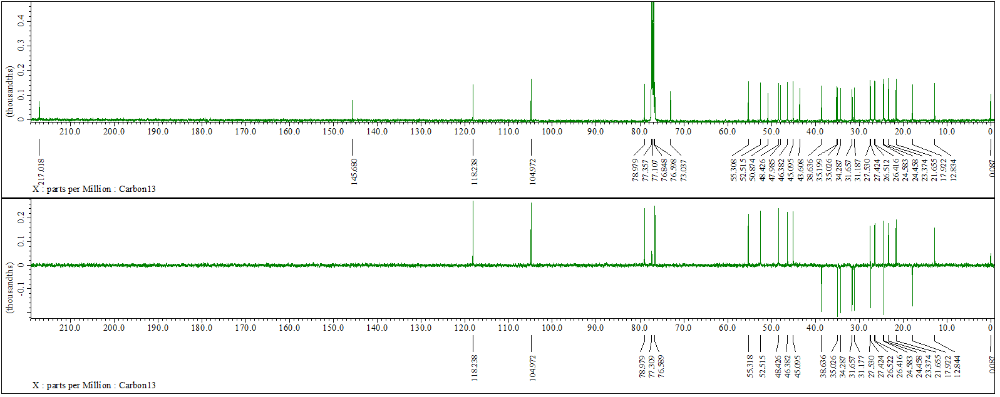 (thousandths)
0.4
0.3
0.2
0.1
0
210.0 200.0 190.0 180.0 170.0 160.0 150.0 140.0 130.0 120.0 110.0 100.0 90.0 80.0 70.0 60.0 50.0 40.0 30.0 20.0 10.0 0
217.018 145.680 118.238 104.972 78.979 77.357 77.107 76.848 76.598 73.037 55.308 52.515 50.874 48.426 47.985 46.382 45.095 43.608 38.636 35.199 35.026 34.287 31.657 31.187 27.530 27.424 26.512 26.416 24.583 24.458 23.374 21.655 17.922 12.834 0.087
X : parts per Million : Carbon13
(thousandths)
0.2
0.1
0
-0.1
210.0 200.0 190.0 180.0 170.0 160.0 150.0 140.0 130.0 120.0 110.0 100.0 90.0 80.0 70.0 60.0 50.0 40.0 30.0 20.0 10.0 0
118.238 104.972 78.979 77.309 76.589 55.318 52.515 48.426 46.382 45.095 38.636 35.026 34.287 31.657 31.177 27.530 27.424 26.522 26.416 24.583 24.458 23.374 21.655 17.922 12.844 0.087
X : parts per Million : Carbon13